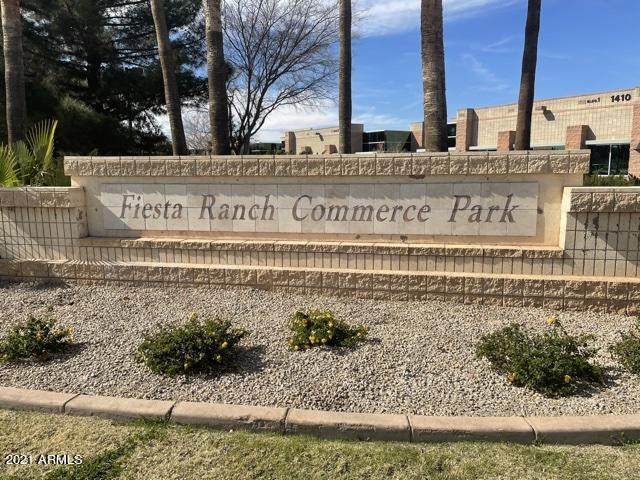 1410
Fiesta Ranch Commerce Park
2021 ARMLS